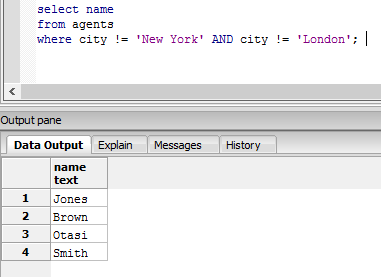 select name
from agents
where city != 'New York' AND city != 'London';
Output pane
Data Output Explain Messages History
name
text
1 Jones
2 Brown
3 Otasi
4 Smith